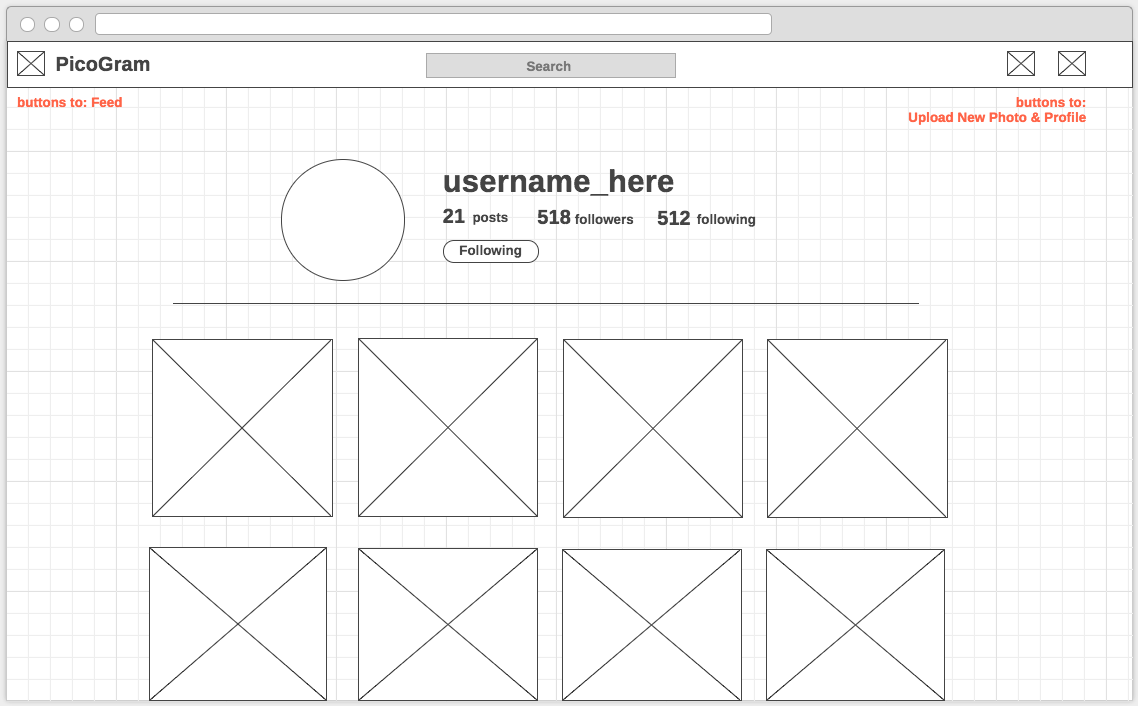 PicoGram
Search
buttons to: Feed
buttons to:
Upload New Photo & Profile
username_here
21 posts 518 followers 512 following
Following